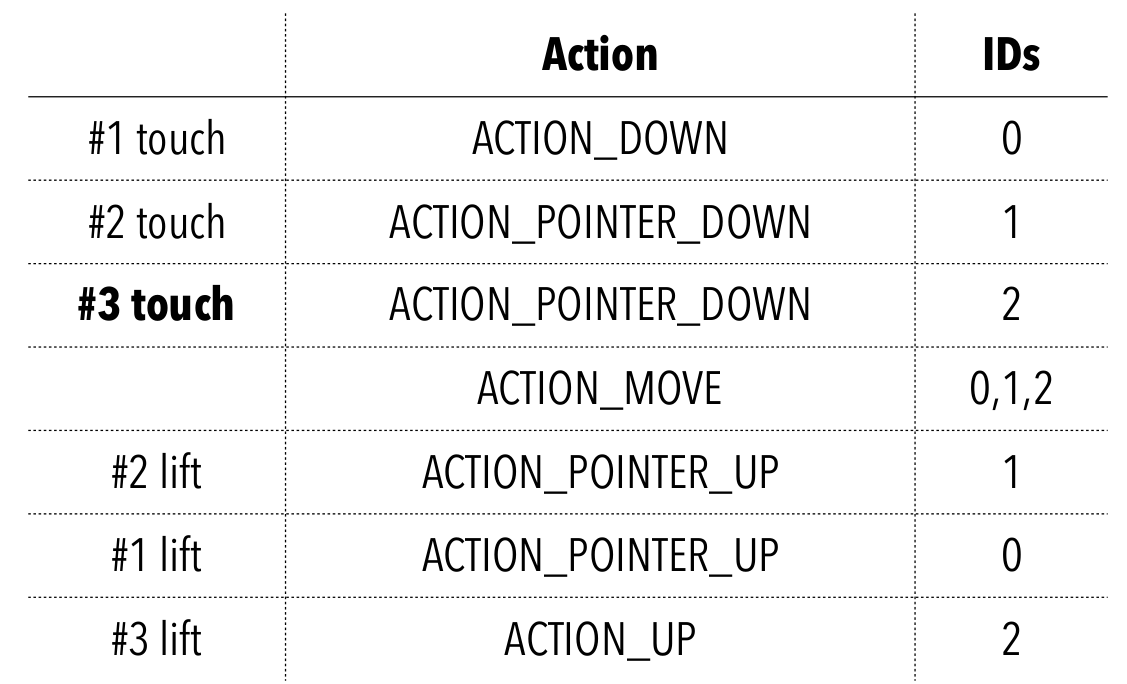 Action IDs
#1 touch ACTION_DOWN 0
#2 touch ACTION_POINTER_DOWN 1
#3 touch ACTION_POINTER_DOWN 2
ACTION_MOVE 0,1,2
#2 lift ACTION_POINTER_UP 1
#1 lift ACTION_POINTER_UP 0
#3 lift ACTION_UP 2